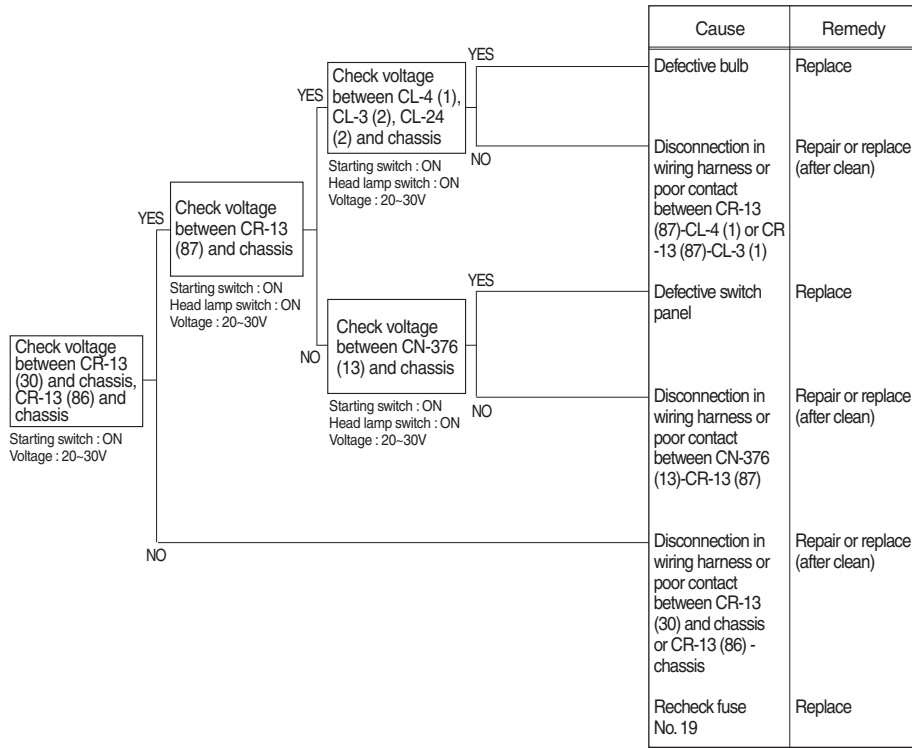 Cause
Remedy
YES
Check voltage
between CL-4 (1),
CL-3 (2), CL-24
(2) and chassis
YES
Defective bulb
Replace
Starting switch : ON
Head lamp switch : ON
Voltage : 20~30V
NO
Disconnection in
wiring harness or
poor contact
between CR-13
(87)-CL-4 (1) or CR
-13 (87)-CL-3 (1)
Repair or replace
(after clean)
YES
Check voltage
between CR-13
(87) and chassis
Starting switch : ON
Head lamp switch : ON
Voltage : 20~30V
NO
Check voltage
between CN-376
(13) and chassis
Starting switch : ON
Head lamp switch : ON
Voltage : 20~30V
YES
Defective switch
panel
Replace
NO
Disconnection in
wiring harness or
poor contact
between CN-376
(13)-CR-13 (87)
Repair or replace
(after clean)
Check voltage
between CR-13
(30) and chassis,
CR-13 (86) and
chassis
Starting switch : ON
Voltage : 20~30V
NO
Disconnection in
wiring harness or
poor contact
between CR-13
(30) and chassis
or CR-13 (86) -
chassis
Repair or replace
(after clean)
Recheck fuse
No. 19
Replace